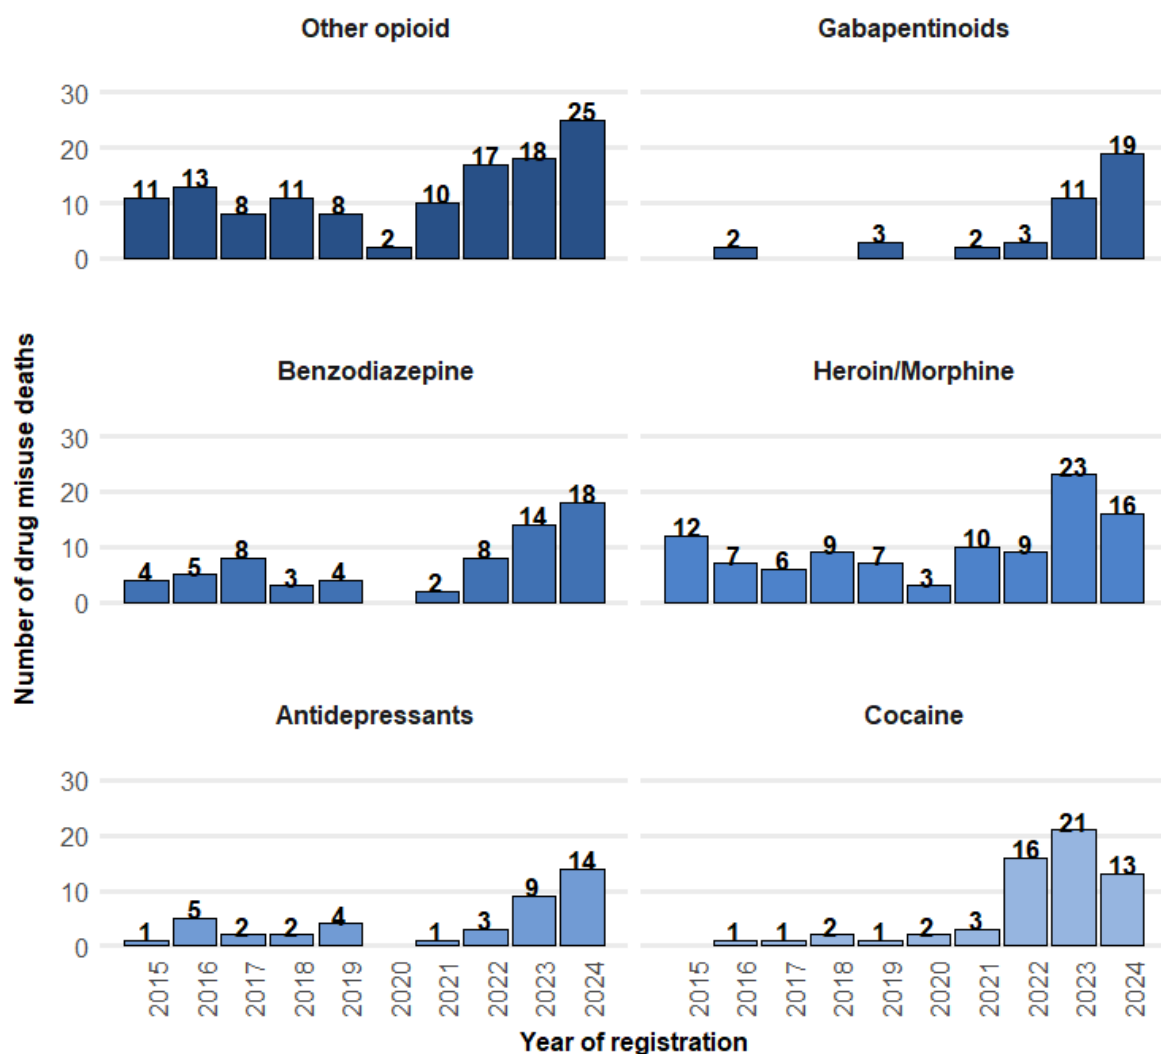 Other opioid
Gabapentinoids
30
20
10
0
11 13 8 11 8 2 10 17 18 25
2 3 2 3 11 19
Benzodiazepine
Heroin/Morphine
30
20
10
0
4 5 8 3 4 2 8 14 18
12 7 6 9 7 3 10 9 23 16
Antidepressants
Cocaine
30
20
10
0
1 5 2 2 4 1 3 9 14
1 1 2 1 2 3 16 21 13
2015 2016 2017 2018 2019 2020 2021 2022 2023 2024
2015 2016 2017 2018 2019 2020 2021 2022 2023 2024
Number of drug misuse deaths
Year of registration